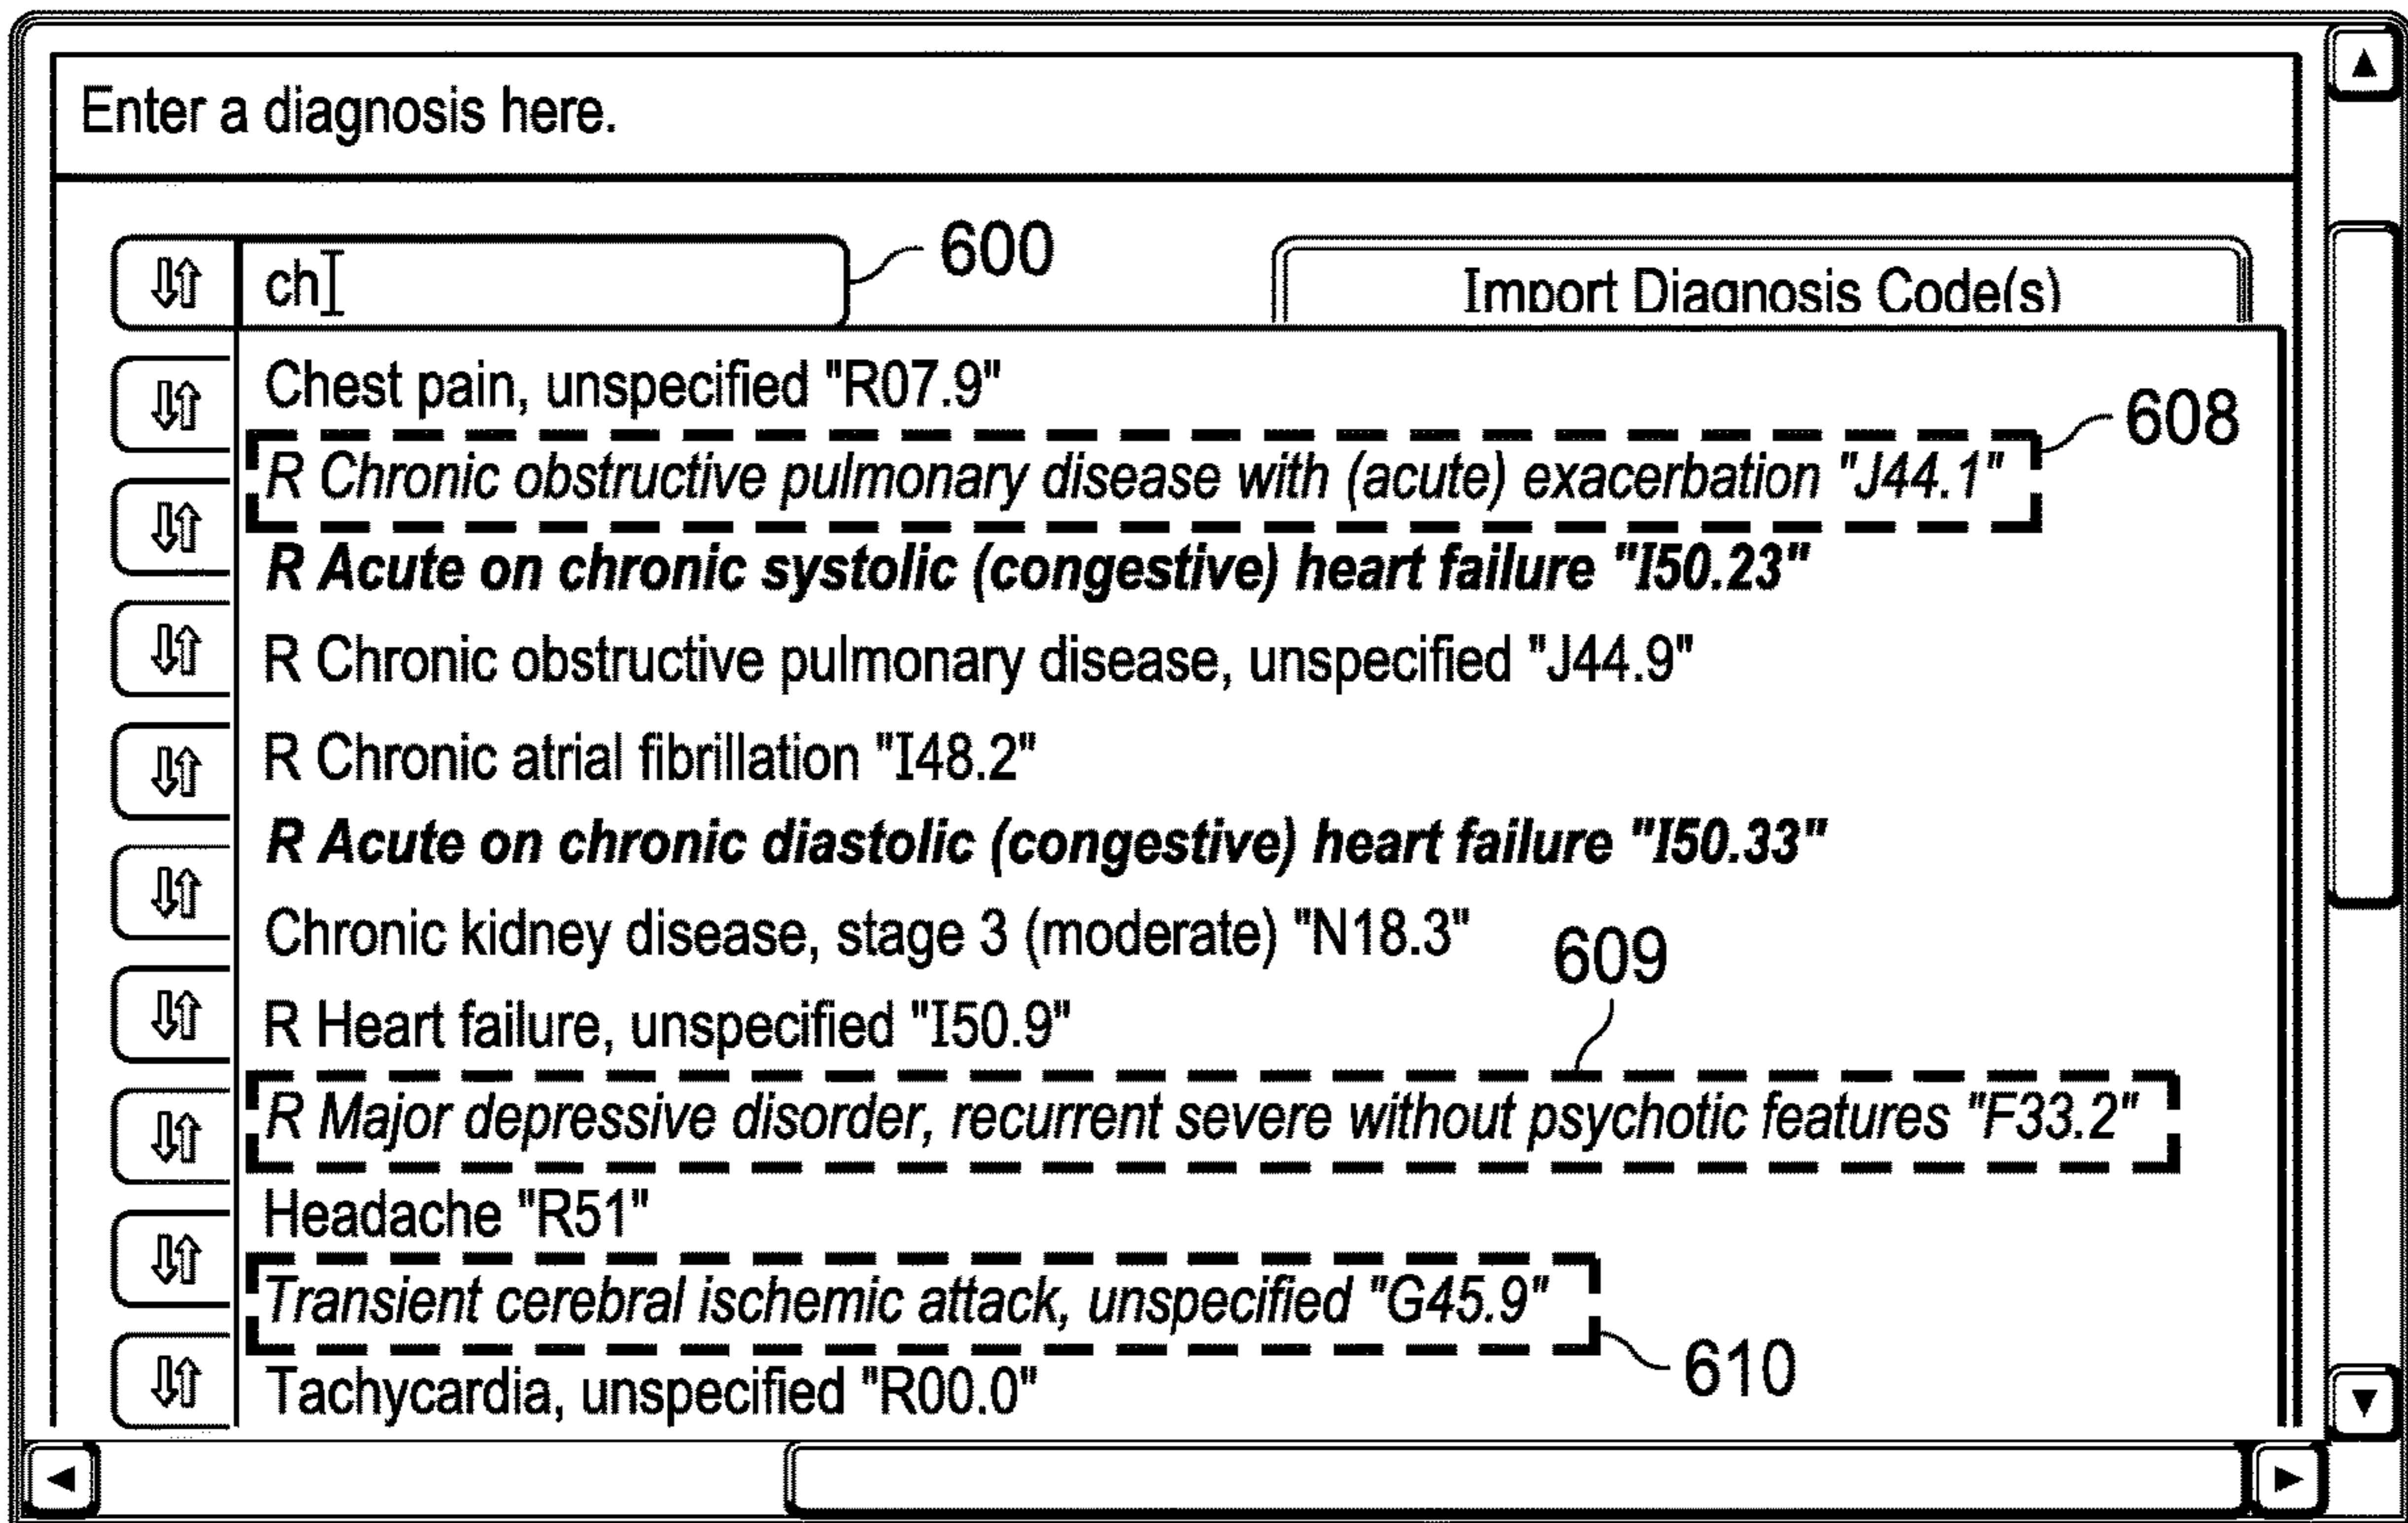 Enter a diagnosis here.
ch 600
Import Diagnosis Code(s)
Chest pain, unspecified "R07.9"
608
R Chronic obstructive pulmonary disease with (acute) exacerbation "J44.1"
R Acute on chronic systolic (congestive) heart failure "I50.23"
R Chronic obstructive pulmonary disease, unspecified "J44.9"
R Chronic atrial fibrillation "I48.2"
R Acute on chronic diastolic (congestive) heart failure "I50.33"
Chronic kidney disease, stage 3 (moderate) "N18.3"
609
R Heart failure, unspecified "I50.9"
R Major depressive disorder, recurrent severe without psychotic features "F33.2"
Headache "R51"
Transient cerebral ischemic attack, unspecified "G45.9"
610
Tachycardia, unspecified "R00.0"